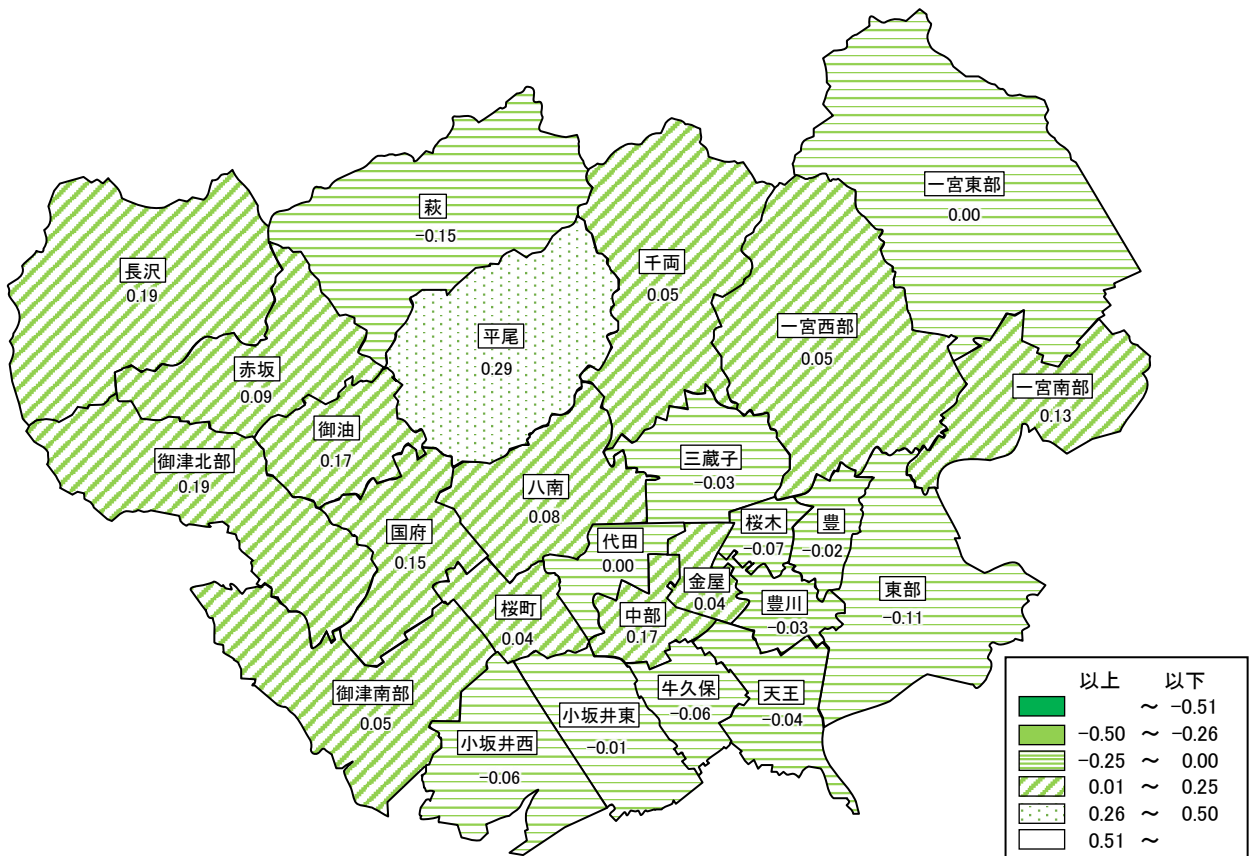 一宮東部
0.00
萩
-0.15
長沢
0.19
千両
0.05
平尾
0.29
一宮西部
0.05
赤坂
0.09
一宮南部
0.13
御油
0.17
御津北部
0.19
三蔵子
-0.03
八南
0.08
国府
0.15
代田
0.00
桜木
-0.07
豊
-0.02
金屋
0.04
東部
-0.11
豊川
-0.03
桜町
0.04
中部
0.17
御津南部
0.05
牛久保
-0.06
天王
-0.04
小坂井東
-0.01
小坂井西
-0.06
以上 以下
～ -0.51
-0.50 ～ -0.26
-0.25 ～ 0.00
0.01 ～ 0.25
0.26 ～ 0.50
0.51 ～